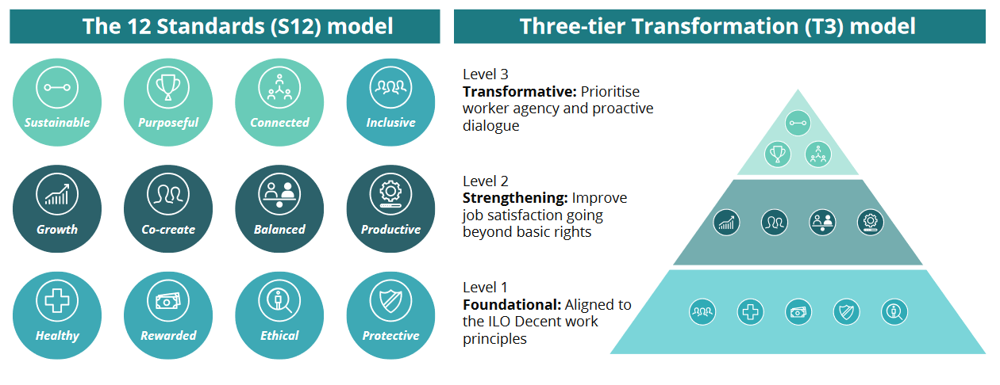 The 12 Standards (S12) model
Three-tier Transformation (T3) model
Sustainable
Purposeful
Connected
Inclusive
Growth
Co-create
Balanced
Productive
Healthy
Rewarded
Ethical
Protective
Level 3
Transformative: Prioritise
worker agency and proactive
dialogue
Level 2
Strengthening: Improve
job satisfaction going
beyond basic rights
Level 1
Foundational: Aligned to
the ILO Decent work
principles